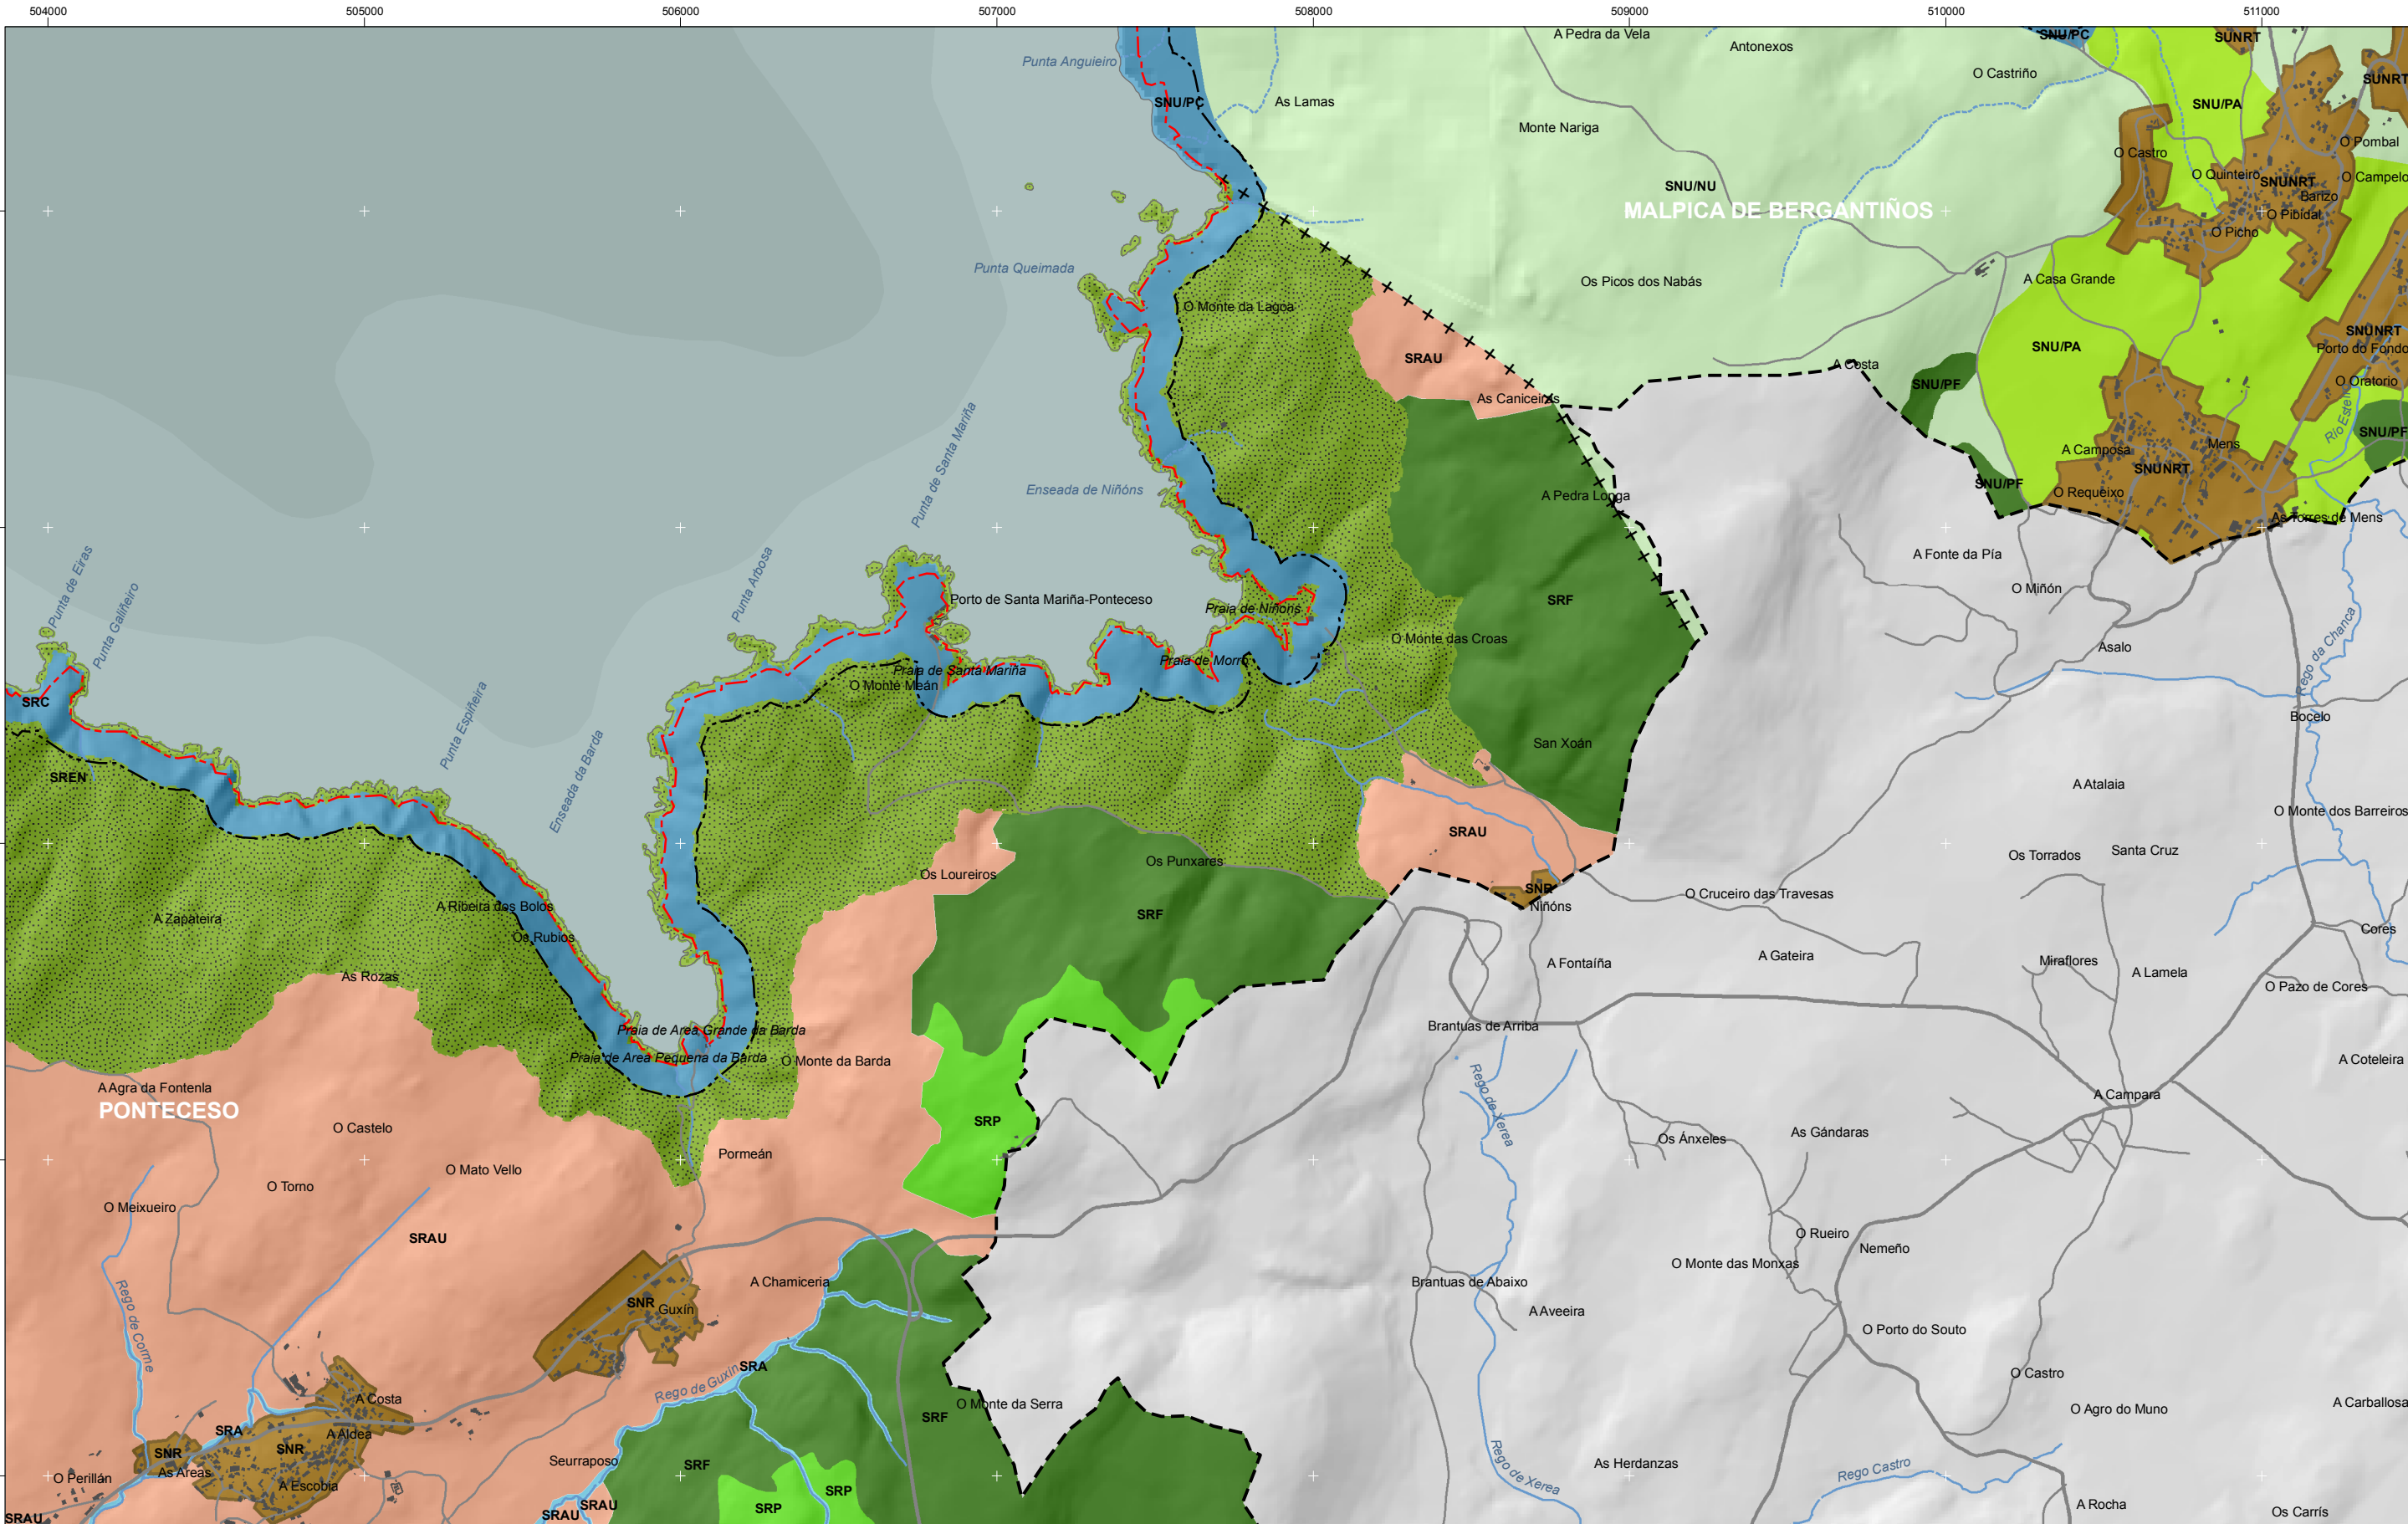 504000 505000 506000 507000 508000 509000 510000 511000
A Pedra da Vela
SNU/PC
SUNRT
Antonexos
Punta Anguieiro
O Castriño
SUNRT
SNU/PC
As Lamas
SNU/PA
Monte Nariga
O Pombal
O Castro
O Quinteiro
SNUNRT
O Campelo
SNU/NU
Barizo
MALPICA DE BERGANTIÑOS
O Pibidal
O Picho
Punta Queimada
Os Picos dos Nabás
A Casa Grande
O Monte da Lagoa
SNUNRT
SRAU
SNU/PA
Porto do Fondo
A Costa
SNU/PF
O Oratorio
As Caniceiras
Punta de Santa Mariña
Rio Esteiro
SNU/PF
Mens
A Camposa
SNUNRT
Enseada de Niñóns
SNU/PF
A Pedra Longa
O Requeixo
As Torres de Mens
A Fonte da Pía
Punta de Eiras
Punta Galiñeiro
Punta Arbosa
O Miñón
Porto de Santa Mariña-Ponteceso
SRF
Praia de Niñóns
O Monte das Croas
Asalo
Rego da Chanca
Praia de Morro
Praia de Santa Mariña
O Monte Meán
SRC
Punta Espiñeira
Bocelo
San Xoán
SREN
Enseada da Barda
A Atalaia
O Monte dos Barreiros
SRAU
Os Torrados
Santa Cruz
Os Punxares
Os Loureiros
SNR
O Cruceiro das Travesas
Niñóns
A Ribeira dos Bolos
SRF
A Zapateira
Cores
Os Rubios
A Gateira
A Fontaíña
Miraflores
A Lamela
As Rozas
O Pazo de Cores
Brantuas de Arriba
Praia de Area Grande da Barda
Praia de Area Pequena da Barda
O Monte da Barda
A Coteleira
A Agra da Fontenla
Rego de Xerea
A Campara
PONTECESO
SRP
O Castelo
As Gándaras
Os Ánxeles
Pormeán
O Mato Vello
O Torno
O Meixueiro
O Rueiro
SRAU
Nemeño
O Monte das Monxas
A Chamiceria
Brantuas de Abaixo
SNR
Guxín
A Aveeira
Rego de Corme
O Porto do Souto
SRA
Rego de Guxín
O Castro
A Costa
O Monte da Serra
A Carballosa
O Agro do Muno
SRF
SRA
A Aldea
SNR
SNR
Seurraposo
SRF
As Herdanzas
Rego de Xerea
Rego Castro
As Areas
O Perillán
A Escobia
SRP
SRAU
SRP
A Rocha
SRAU
SRAU
Os Carrís